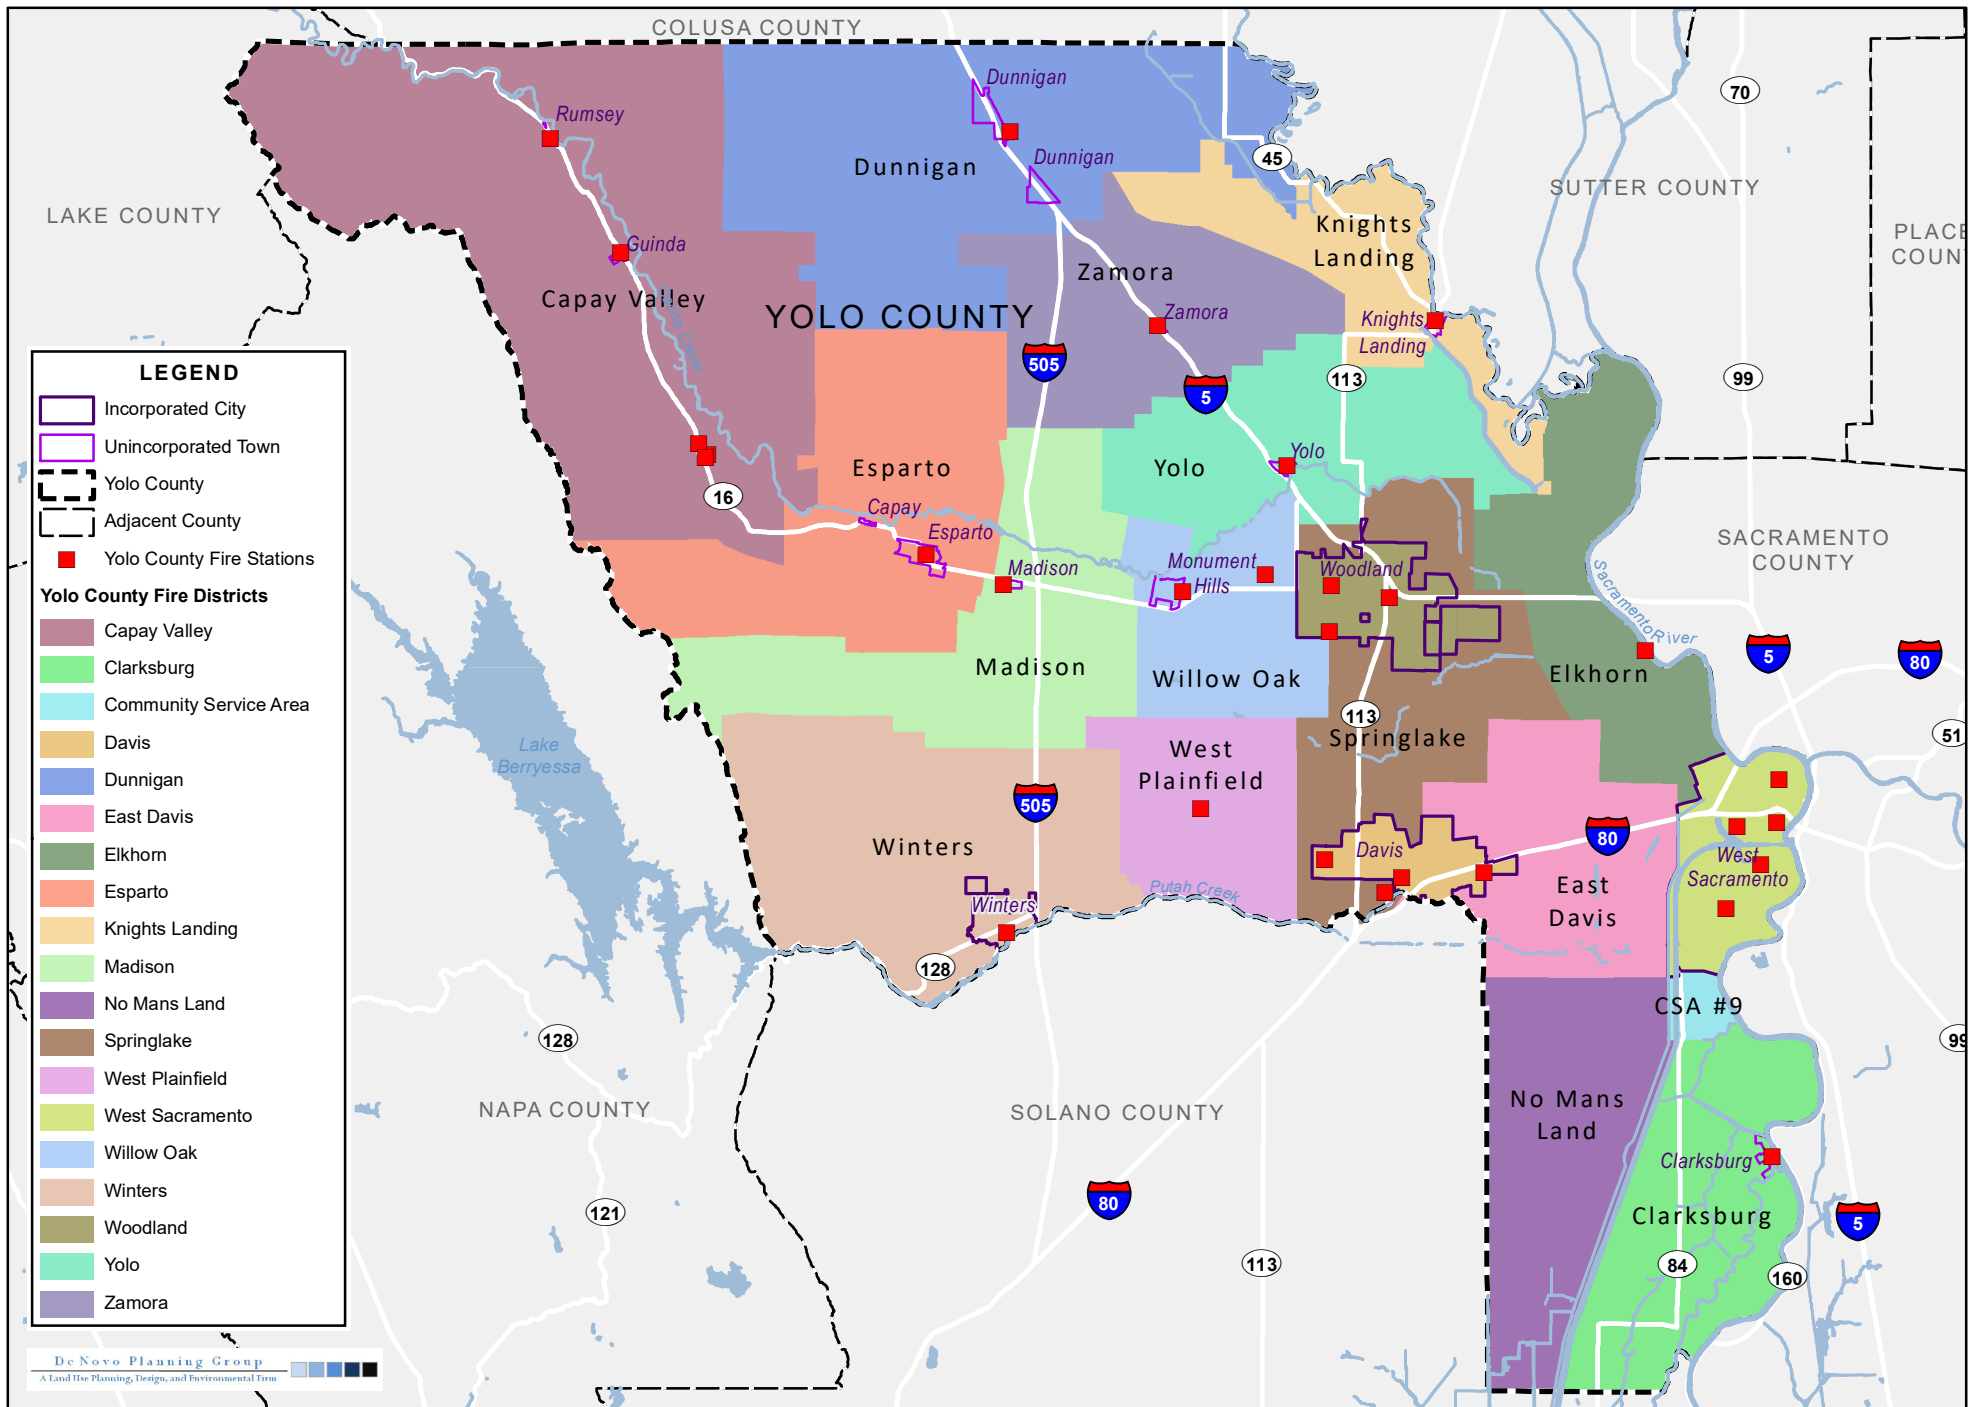 COLUSA COUNTY
70
Dunnigan
Rumsey
45
Dunnigan
Dunnigan
SUTTER COUNTY
LAKE COUNTY
Knights
Landing
PLACE
COUN
Guinda
Zamora
Capay Valley
YOLO COUNTY
Zamora
Knights
Landing
505
113
99
5
LEGEND
Incorporated City
Unincorporated Town
Yolo County
Adjacent County
Yolo County Fire Stations
Yolo County Fire Districts
Capay Valley
Clarksburg
Community Service Area
Davis
Dunnigan
East Davis
Elkhorn
Esparto
Knights Landing
Madison
No Mans Land
Springlake
West Plainfield
West Sacramento
Willow Oak
Winters
Woodland
Yolo
Zamora
Esparto
Yolo
Yolo
16
Capay
Esparto
SACRAMENTO
COUNTY
Madison
Monument
Hills
Woodland
Sacramento River
Madison
Willow Oak
Elkhorn
5
80
113
51
Springlake
Lake
Berryessa
West
Plainfield
505
80
Winters
Davis
West
Sacramento
East
Davis
Putah Creek
Winters
128
CSA #9
128
99
No Mans
Land
NAPA COUNTY
SOLANO COUNTY
Clarksburg
80
121
Clarksburg
5
113
84
160
De Novo Planning Group
A Land Use Planning, Design, and Environmental Firm